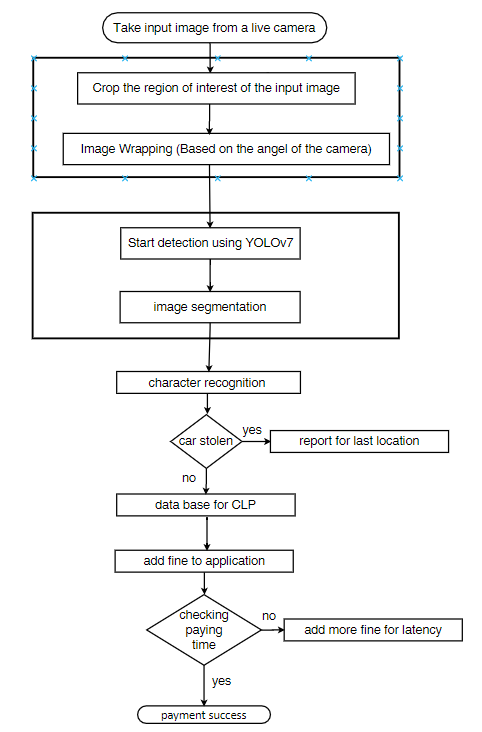 Take input image from a live camera
Crop the region of interest of the input image
Image Wrapping (Based on the angel of the camera)
Start detection using YOLOv7
image segmentation
character recognition
car stolen
yes
report for last location
no
data base for CLP
add fine to application
checking
paying
time
no
add more fine for latency
yes
payment success